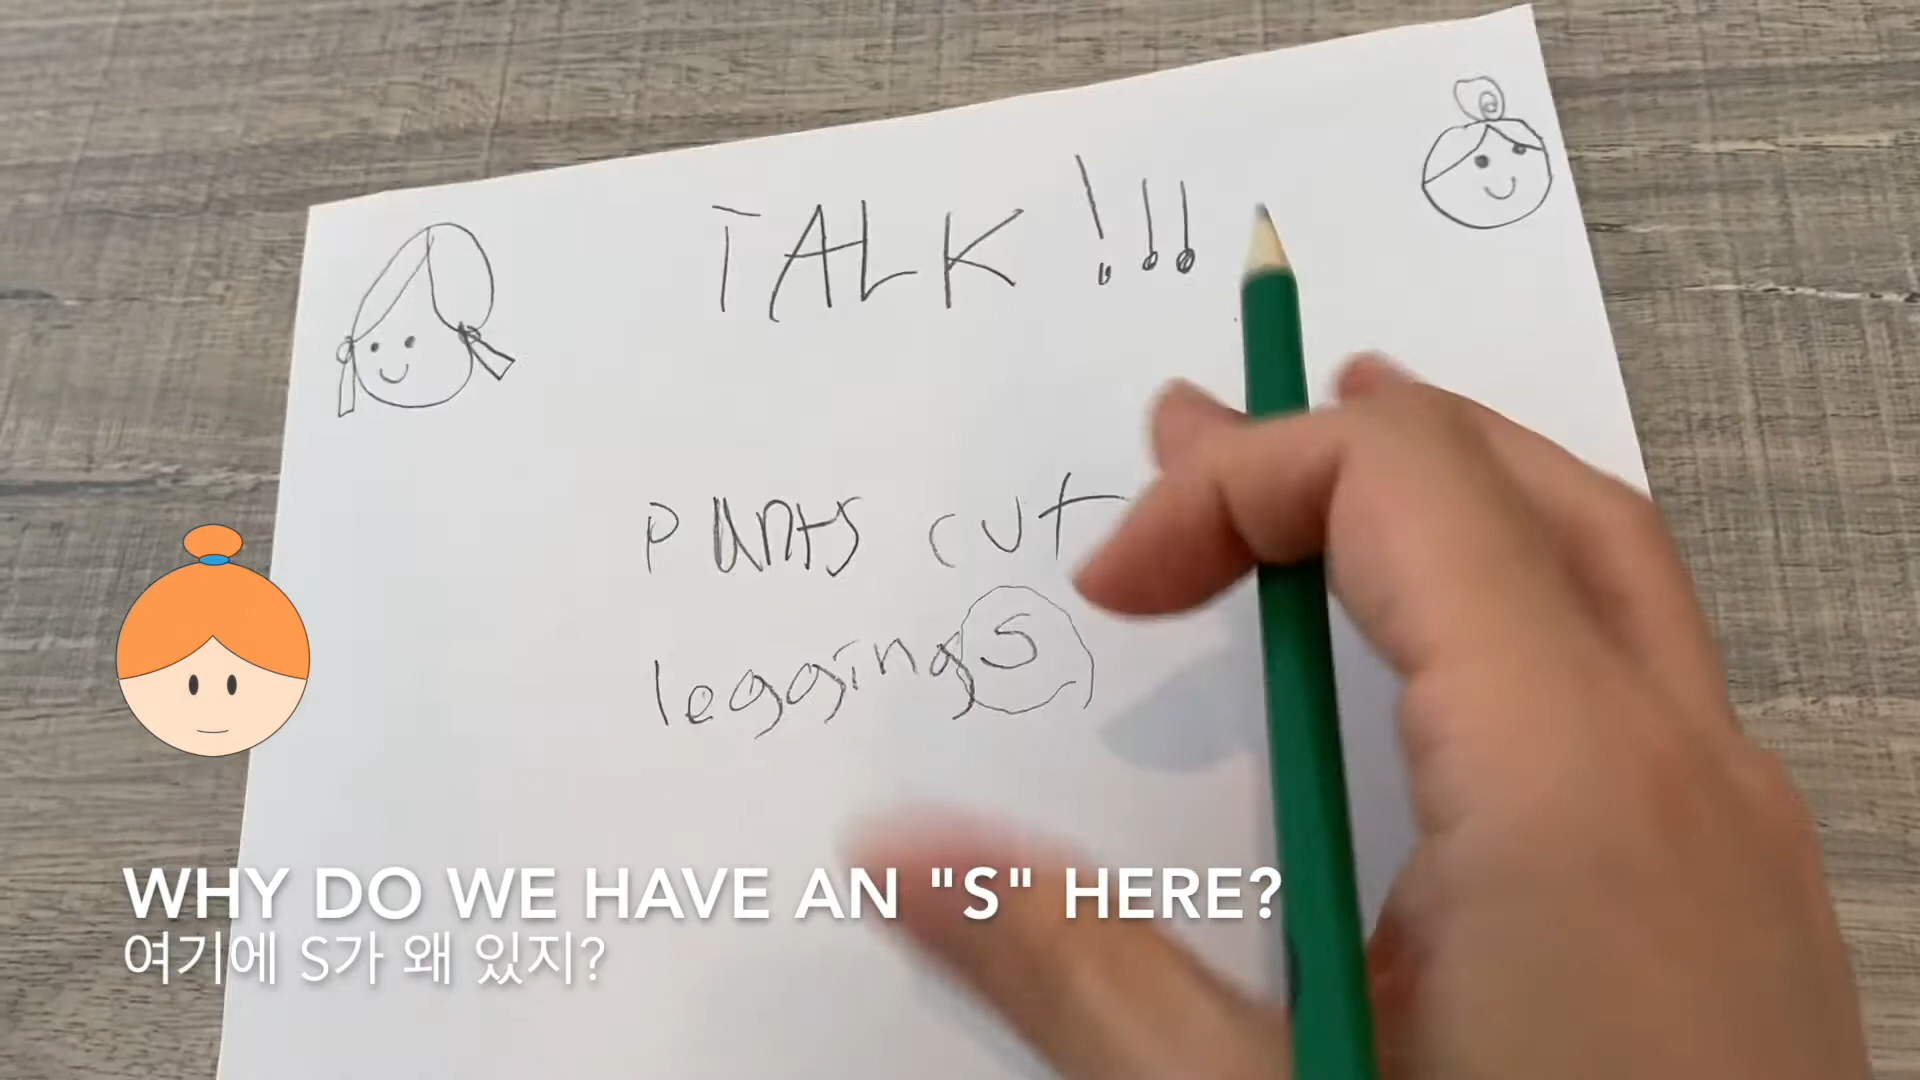 TALK!!!
PANTS CUT
leggings
WHY DO WE HAVE AN "S" HERE?
여기에 S가 왜 있지?